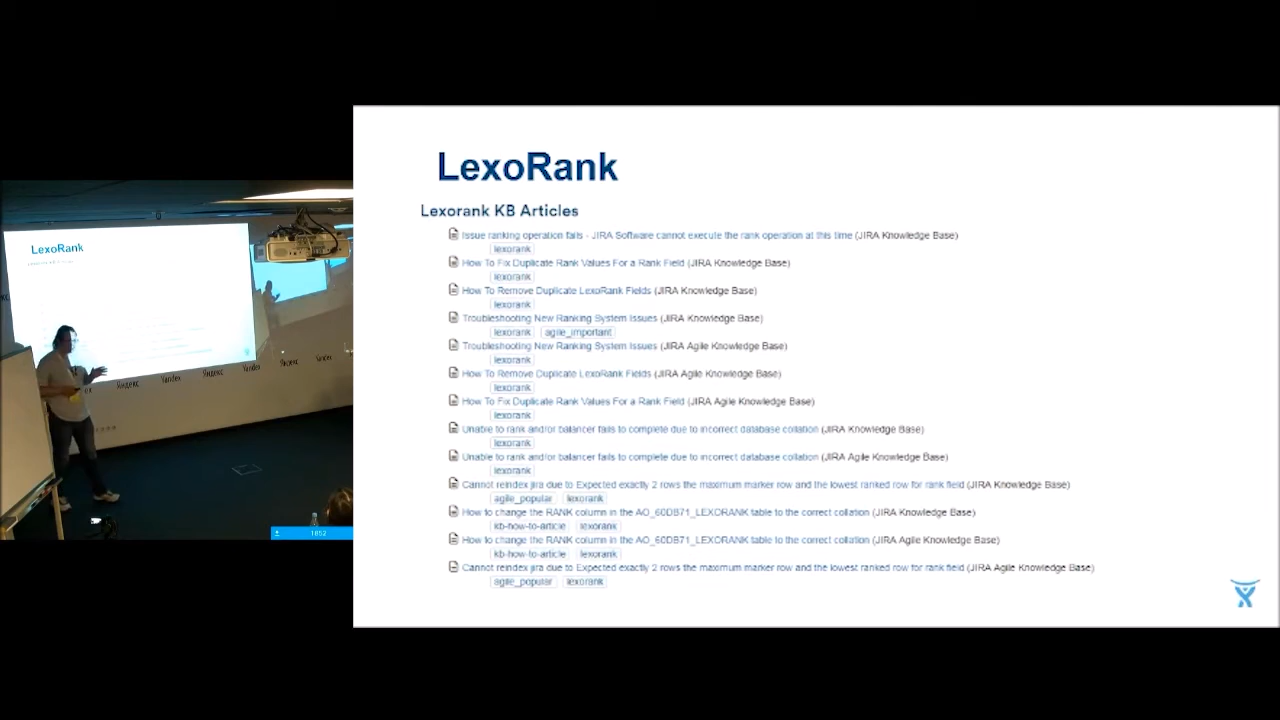 LexoRank
Lexorank KB Articles
Issue ranking operation fails - JIRA Software cannot execute the rank operation at this time (JIRA Knowledge Base)
lexorank
How To Fix Duplicate Rank Values For a Rank Field (JIRA Knowledge Base)
lexorank
How To Remove Duplicate LexoRank Fields (JIRA Knowledge Base)
lexorank
Troubleshooting New Ranking System Issues (JIRA Knowledge Base)
lexorank agile_important
Troubleshooting New Ranking System Issues (JIRA Agile Knowledge Base)
lexorank
How To Remove Duplicate LexoRank Fields (JIRA Agile Knowledge Base)
lexorank
How To Fix Duplicate Rank Values For a Rank Field (JIRA Agile Knowledge Base)
lexorank
Unable to rank and/or balancer fails to complete due to incorrect database collation (JIRA Knowledge Base)
lexorank
Unable to rank and/or balancer fails to complete due to incorrect database collation (JIRA Agile Knowledge Base)
lexorank
Cannot reindex jira due to Expected exactly 2 rows the maximum marker row and the lowest ranked row for rank field (JIRA Knowledge Base)
agile_popular lexorank
How to change the RANK column in the AO_60DB71_LEXORANK table to the correct collation (JIRA Knowledge Base)
kb-how-to-article lexorank
How to change the RANK column in the AO_60DB71_LEXORANK table to the correct collation (JIRA Agile Knowledge Base)
kb-how-to-article lexorank
Cannot reindex jira due to Expected exactly 2 rows the maximum marker row and the lowest ranked row for rank field (JIRA Agile Knowledge Base)
agile_popular lexorank
LexoRank
Яндекс Yandex Яндекс Yandex Яндекс Yandex
1852